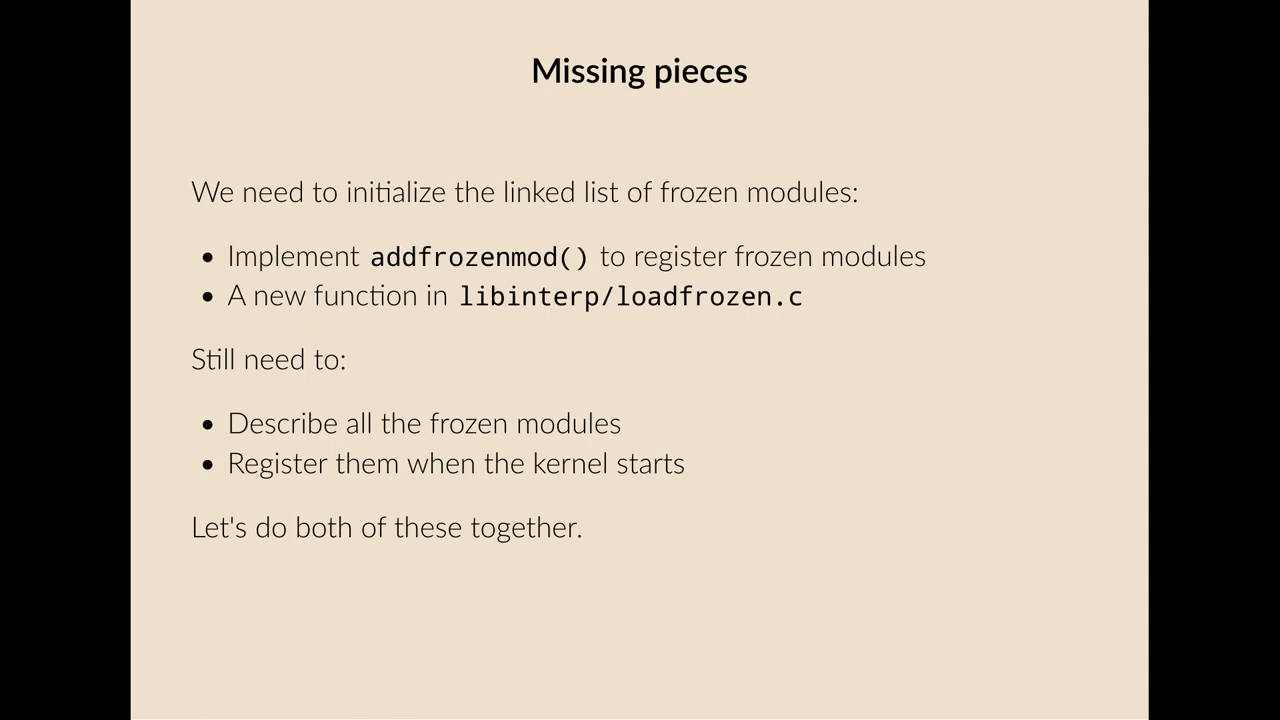 Missing pieces
We need to initialize the linked list of frozen modules:
• Implement addfrozenmod() to register frozen modules
• A new function in libinterp/loadfrozen.c
Still need to:
• Describe all the frozen modules
• Register them when the kernel starts
Let's do both of these together.